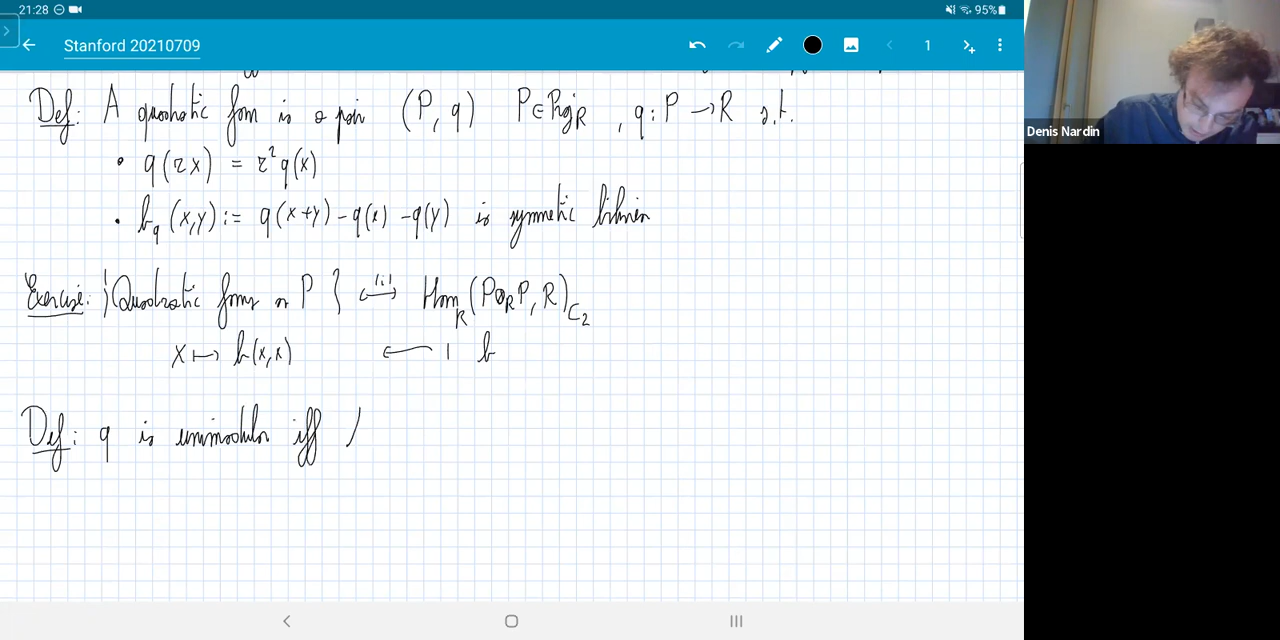 21:28
95%
Stanford 20210709
1
Def: A quadratic form is a pair (P, q) P ∈ Proj_R , q : P → R s.t.
• q(rx) = r² q(x)
• b_q (x,y) := q(x+y) - q(x) - q(y) is symmetric bilinear
Exercise: {Quadratic forms on P } ⟷ Hom_R (P⊗_R P, R)_{C_2}
x ↦ b(x,x) ⟵| b
Def: q is unimodular iff (
Denis Nardin